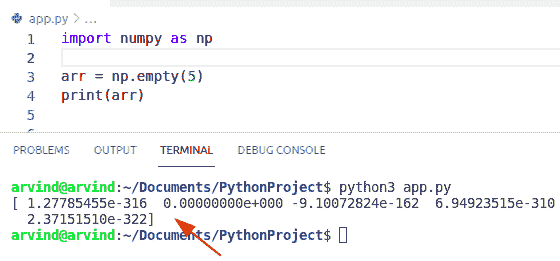 app.py > ...
1 import numpy as np
2
3 arr = np.empty(5)
4 print(arr)
5
6
PROBLEMS OUTPUT TERMINAL DEBUG CONSOLE
arvind@arvind:~/Documents/PythonProject$ python3 app.py
[ 1.27785455e-316  0.00000000e+000 -9.10072824e-162  6.94923515e-310
  2.37151510e-322]
arvind@arvind:~/Documents/PythonProject$